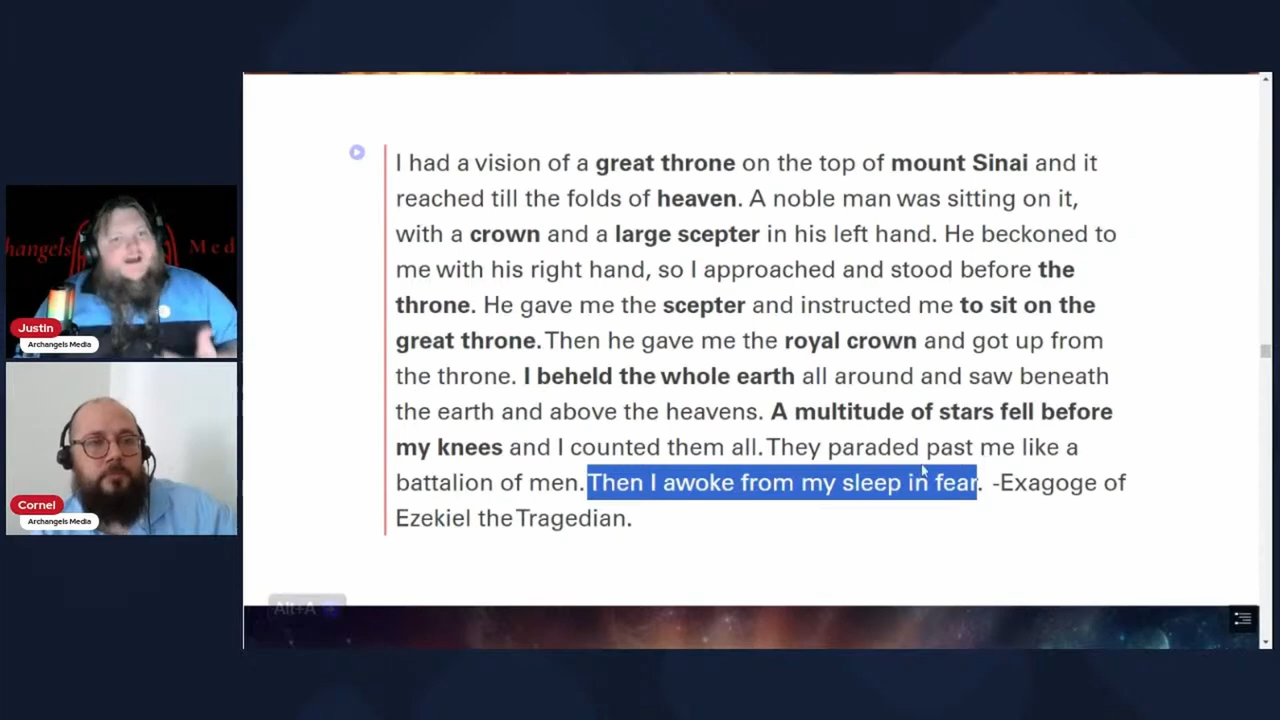 I had a vision of a great throne on the top of mount Sinai and it
reached till the folds of heaven. A noble man was sitting on it,
with a crown and a large scepter in his left hand. He beckoned to
me with his right hand, so I approached and stood before the
throne. He gave me the scepter and instructed me to sit on the
great throne. Then he gave me the royal crown and got up from
the throne. I beheld the whole earth all around and saw beneath
the earth and above the heavens. A multitude of stars fell before
my knees and I counted them all. They paraded past me like a
battalion of men. Then I awoke from my sleep in fear. -Exagoge of
Ezekiel the Tragedian.
Alt+A
hangels Med
Justin
Archangels Media
Cornel
Archangels Media